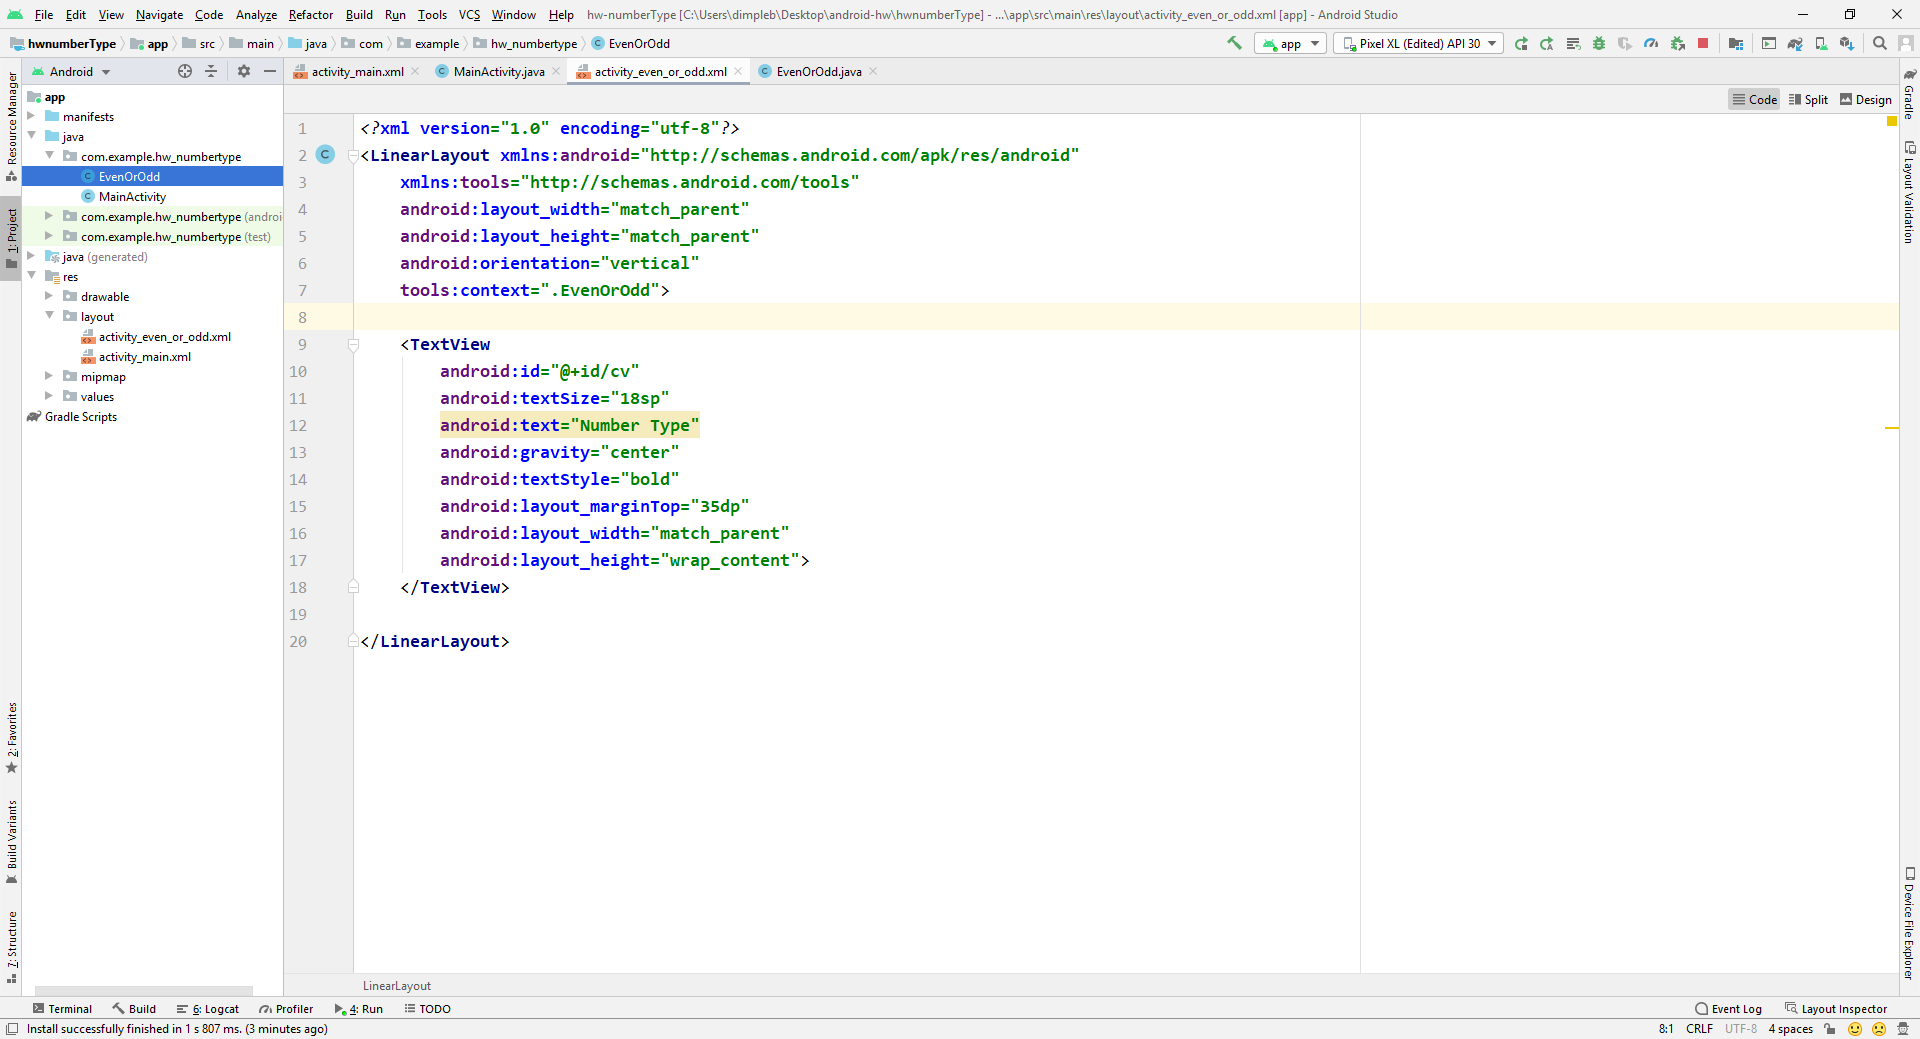 File Edit View Navigate Code Analyze Refactor Build Run Tools VCS Window Help hw-numberType [C:\Users\dimpleb\Desktop\android-hw\hwnumberType] - ...\app\src\main\res\layout\activity_even_or_odd.xml [app] - Android Studio
hwnumberType app src main java com example hw_numbertype EvenOrOdd app Pixel XL (Edited) API 30
Android activity_main.xml MainActivity.java activity_even_or_odd.xml EvenOrOdd.java
Code Split Design
Resource Manager
1: Project
2: Favorites
Build Variants
7: Structure
app
manifests
java
com.example.hw_numbertype
EvenOrOdd
MainActivity
com.example.hw_numbertype (androi
com.example.hw_numbertype (test)
java (generated)
res
drawable
layout
activity_even_or_odd.xml
activity_main.xml
mipmap
values
Gradle Scripts
1 <?xml version="1.0" encoding="utf-8"?>
2 C <LinearLayout xmlns:android="http://schemas.android.com/apk/res/android"
3 xmlns:tools="http://schemas.android.com/tools"
4 android:layout_width="match_parent"
5 android:layout_height="match_parent"
6 android:orientation="vertical"
7 tools:context=".EvenOrOdd">
8
9 <TextView
10 android:id="@+id/cv"
11 android:textSize="18sp"
12 android:text="Number Type"
13 android:gravity="center"
14 android:textStyle="bold"
15 android:layout_marginTop="35dp"
16 android:layout_width="match_parent"
17 android:layout_height="wrap_content">
18 </TextView>
19
20 </LinearLayout>
Gradle
Layout Validation
Device File Explorer
LinearLayout
Terminal Build 6: Logcat Profiler 4: Run TODO Event Log Layout Inspector
Install successfully finished in 1 s 807 ms. (3 minutes ago) 8:1 CRLF UTF-8 4 spaces